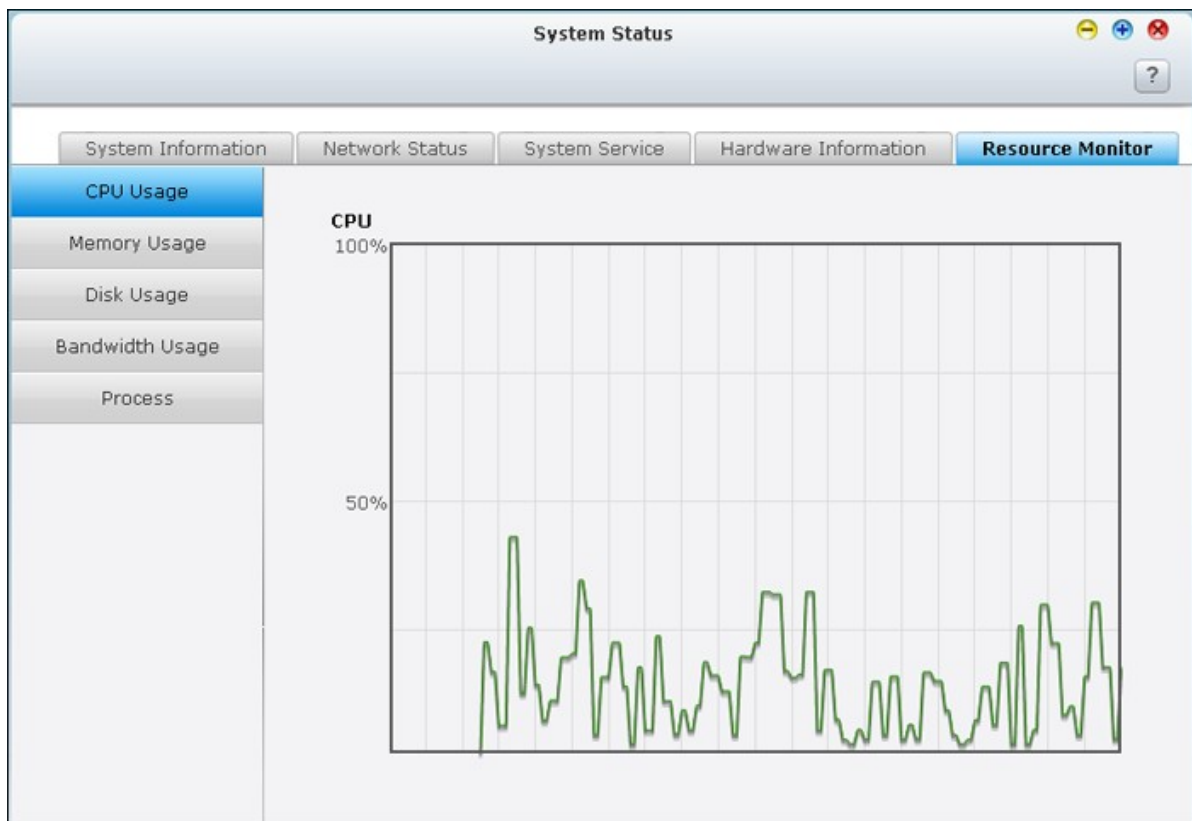 System Status
?
System Information Network Status System Service Hardware Information Resource Monitor
CPU Usage
Memory Usage
Disk Usage
Bandwidth Usage
Process
CPU
100%
50%